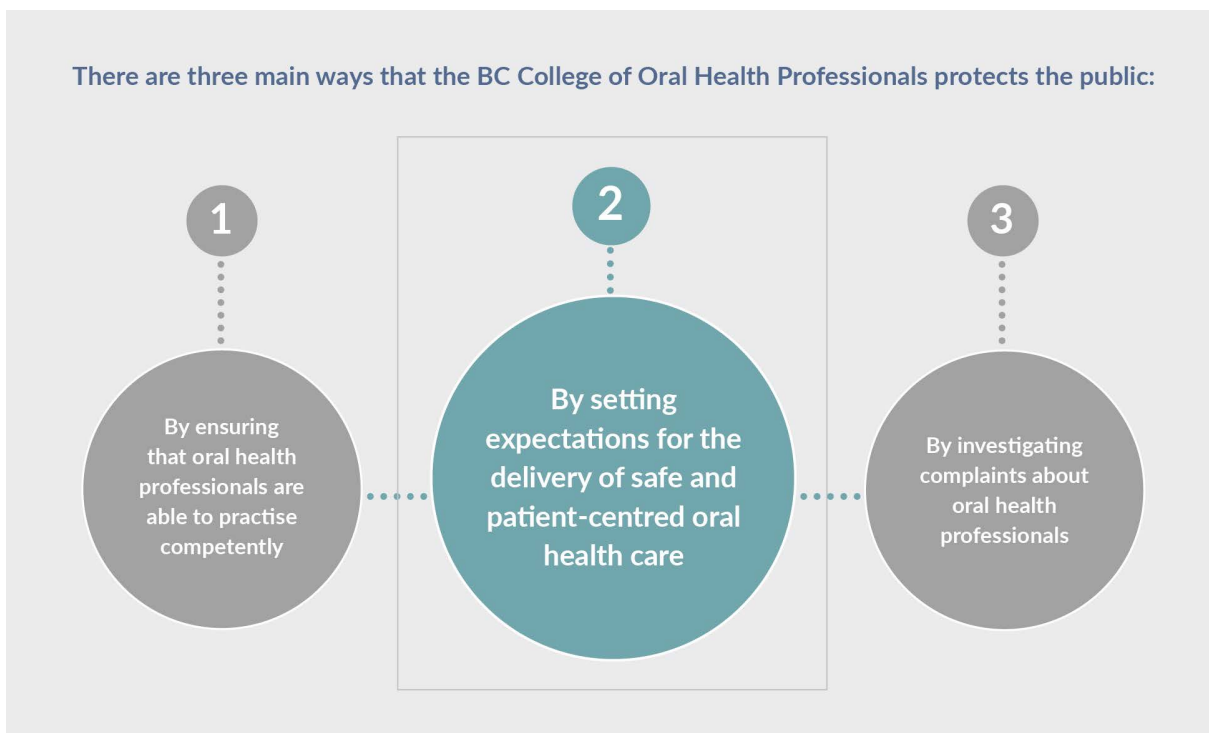 There are three main ways that the BC College of Oral Health Professionals protects the public:
1
By ensuring
that oral health
professionals are
able to practise
competently
2
By setting
expectations for the
delivery of safe and
patient-centred oral
health care
3
By investigating
complaints about
oral health
professionals